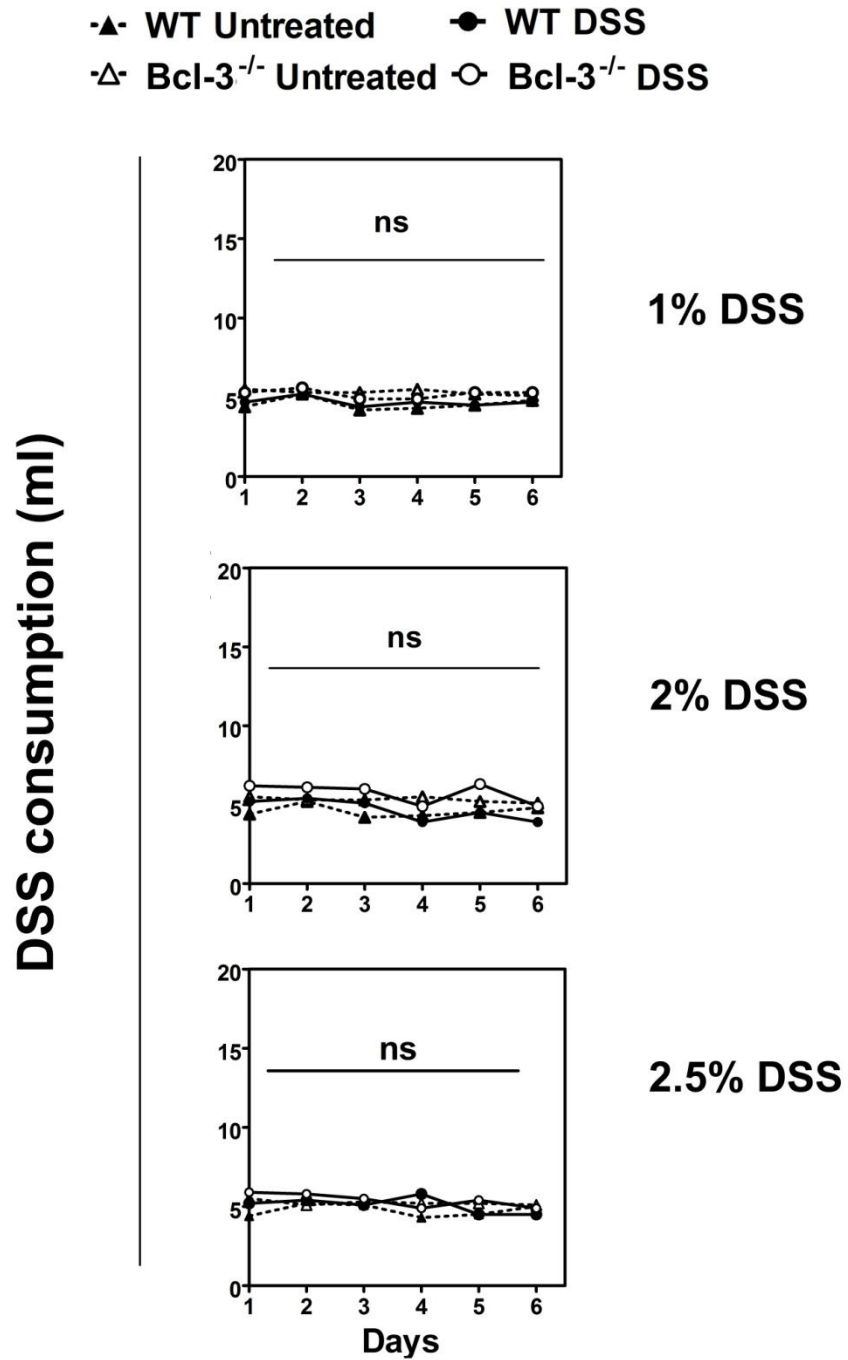 WT Untreated WT DSS
Bcl-3-/- Untreated Bcl-3-/- DSS
DSS consumption (ml)
20
15
10
5
0
ns
1 2 3 4 5 6
1% DSS
20
15
10
5
0
ns
1 2 3 4 5 6
2% DSS
20
15
10
5
0
ns
1 2 3 4 5 6
2.5% DSS
Days